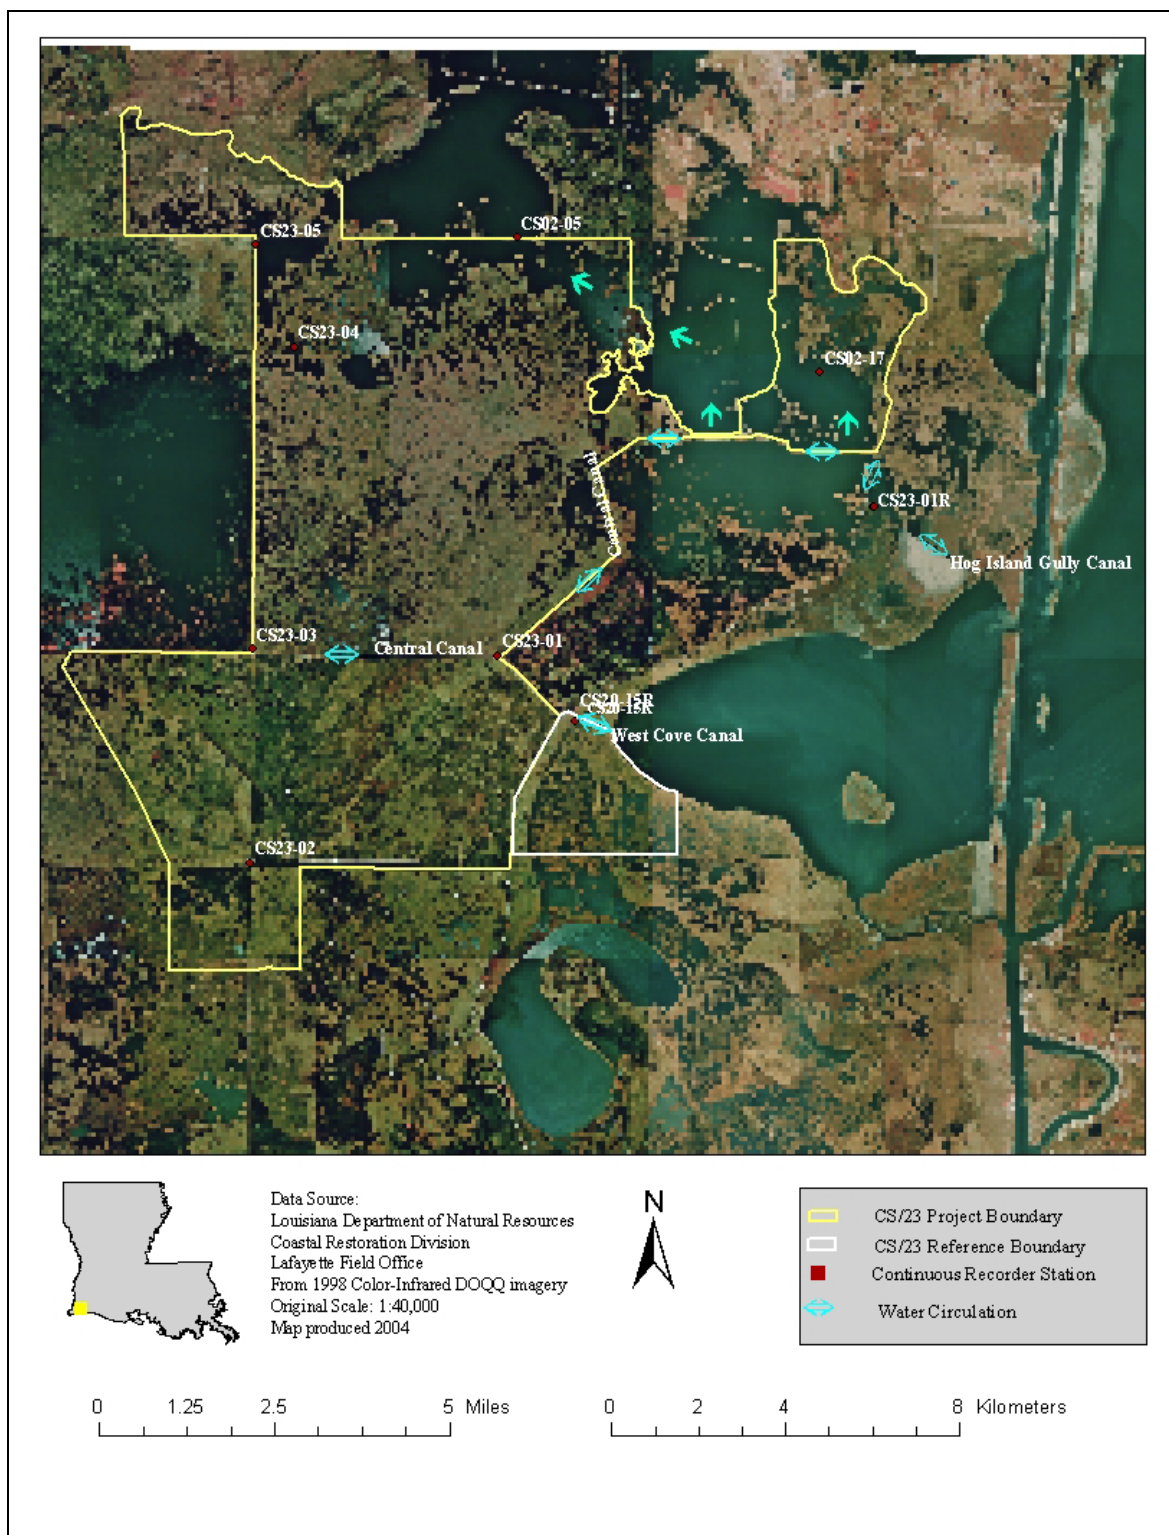 CS23-05
CS02-05
CS23-04
CS02-17
CS23-01R
Hog Island Gully Canal
CS23-03
Central Canal
CS23-01
CS20-15R
CS20-15R
West Cove Canal
CS23-02
Data Source:
Louisiana Department of Natural Resources
Coastal Restoration Division
Lafayette Field Office
From 1998 Color-Infrared DOQQ imagery
Original Scale: 1:40,000
Map produced 2004
N
CS/23 Project Boundary
CS/23 Reference Boundary
Continuous Recorder Station
Water Circulation
0 1.25 2.5 5 Miles
0 2 4 8 Kilometers